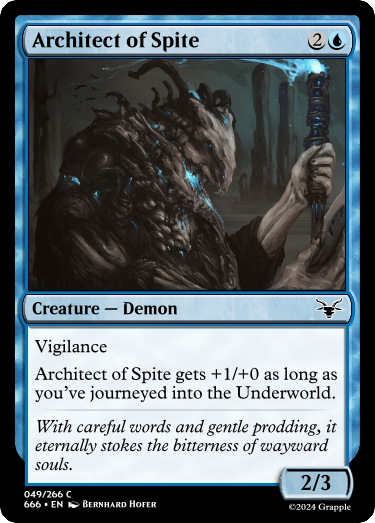 Architect of Spite 2
Creature — Demon
Vigilance
Architect of Spite gets +1/+0 as long as
you've journeyed into the Underworld.
With careful words and gentle prodding, it
eternally stokes the bitterness of wayward
souls.
2/3
049/266 C
666 • EN Bernhard Hofer
©2024 Grapple